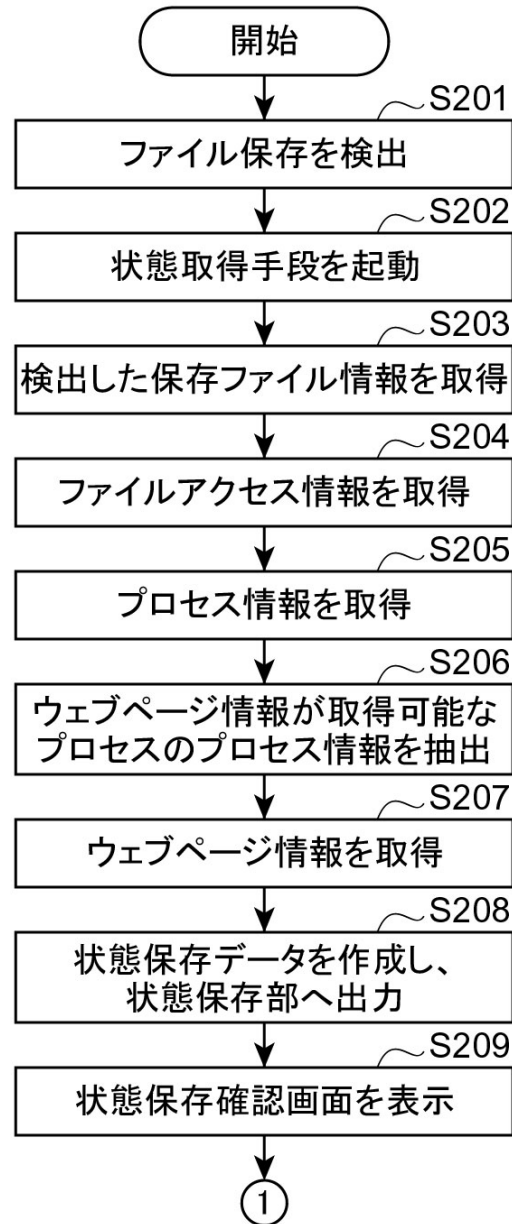 開始
S201
ファイル保存を検出
S202
状態取得手段を起動
S203
検出した保存ファイル情報を取得
S204
ファイルアクセス情報を取得
S205
プロセス情報を取得
S206
ウェブページ情報が取得可能な
プロセスのプロセス情報を抽出
S207
ウェブページ情報を取得
S208
状態保存データを作成し、
状態保存部へ出力
S209
状態保存確認画面を表示
1